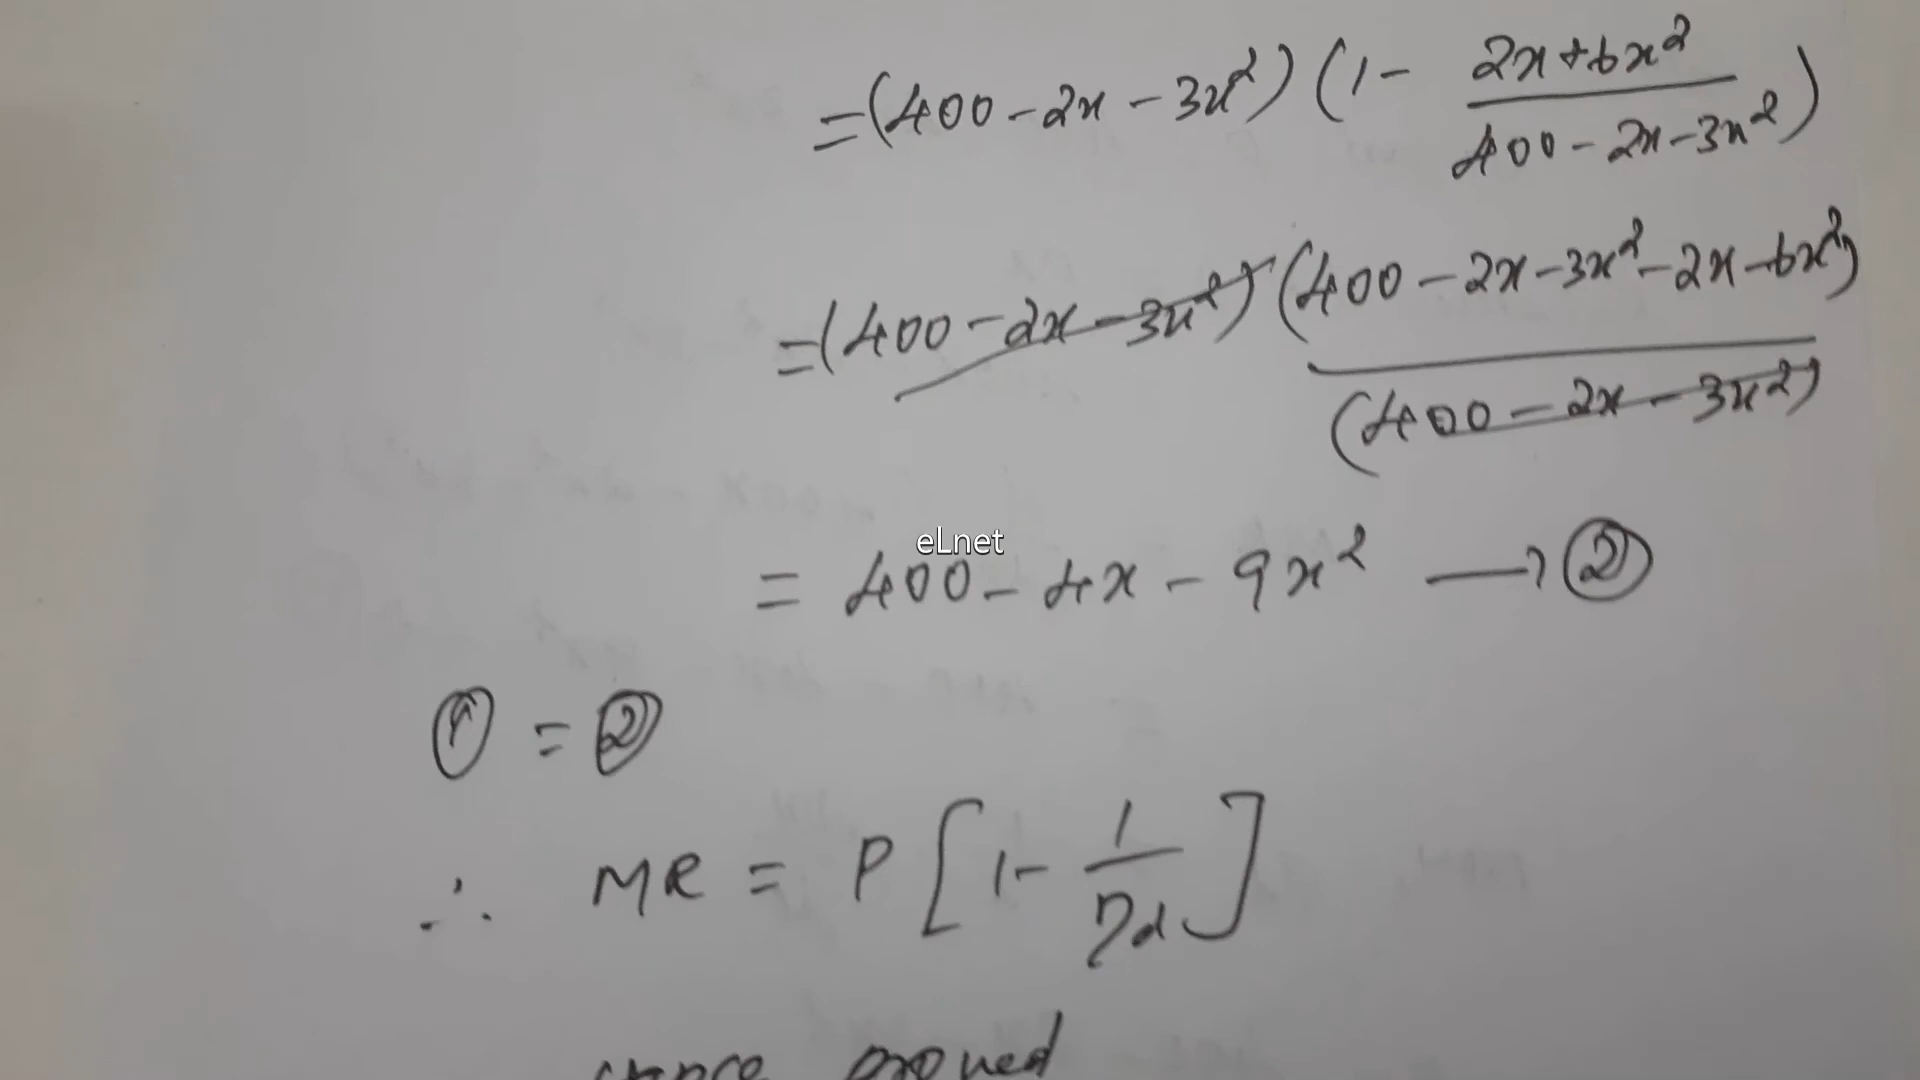 =(400-2x-3x²)(1-(2x+6x²)/(400-2x-3x²))
=(400-2x-3x²)(400-2x-3x²-2x-6x²)/(400-2x-3x²)
eLnet
= 400-4x-9x² → ②
① = ②
∴ MR = P[1-1/ηd]
Hence proved